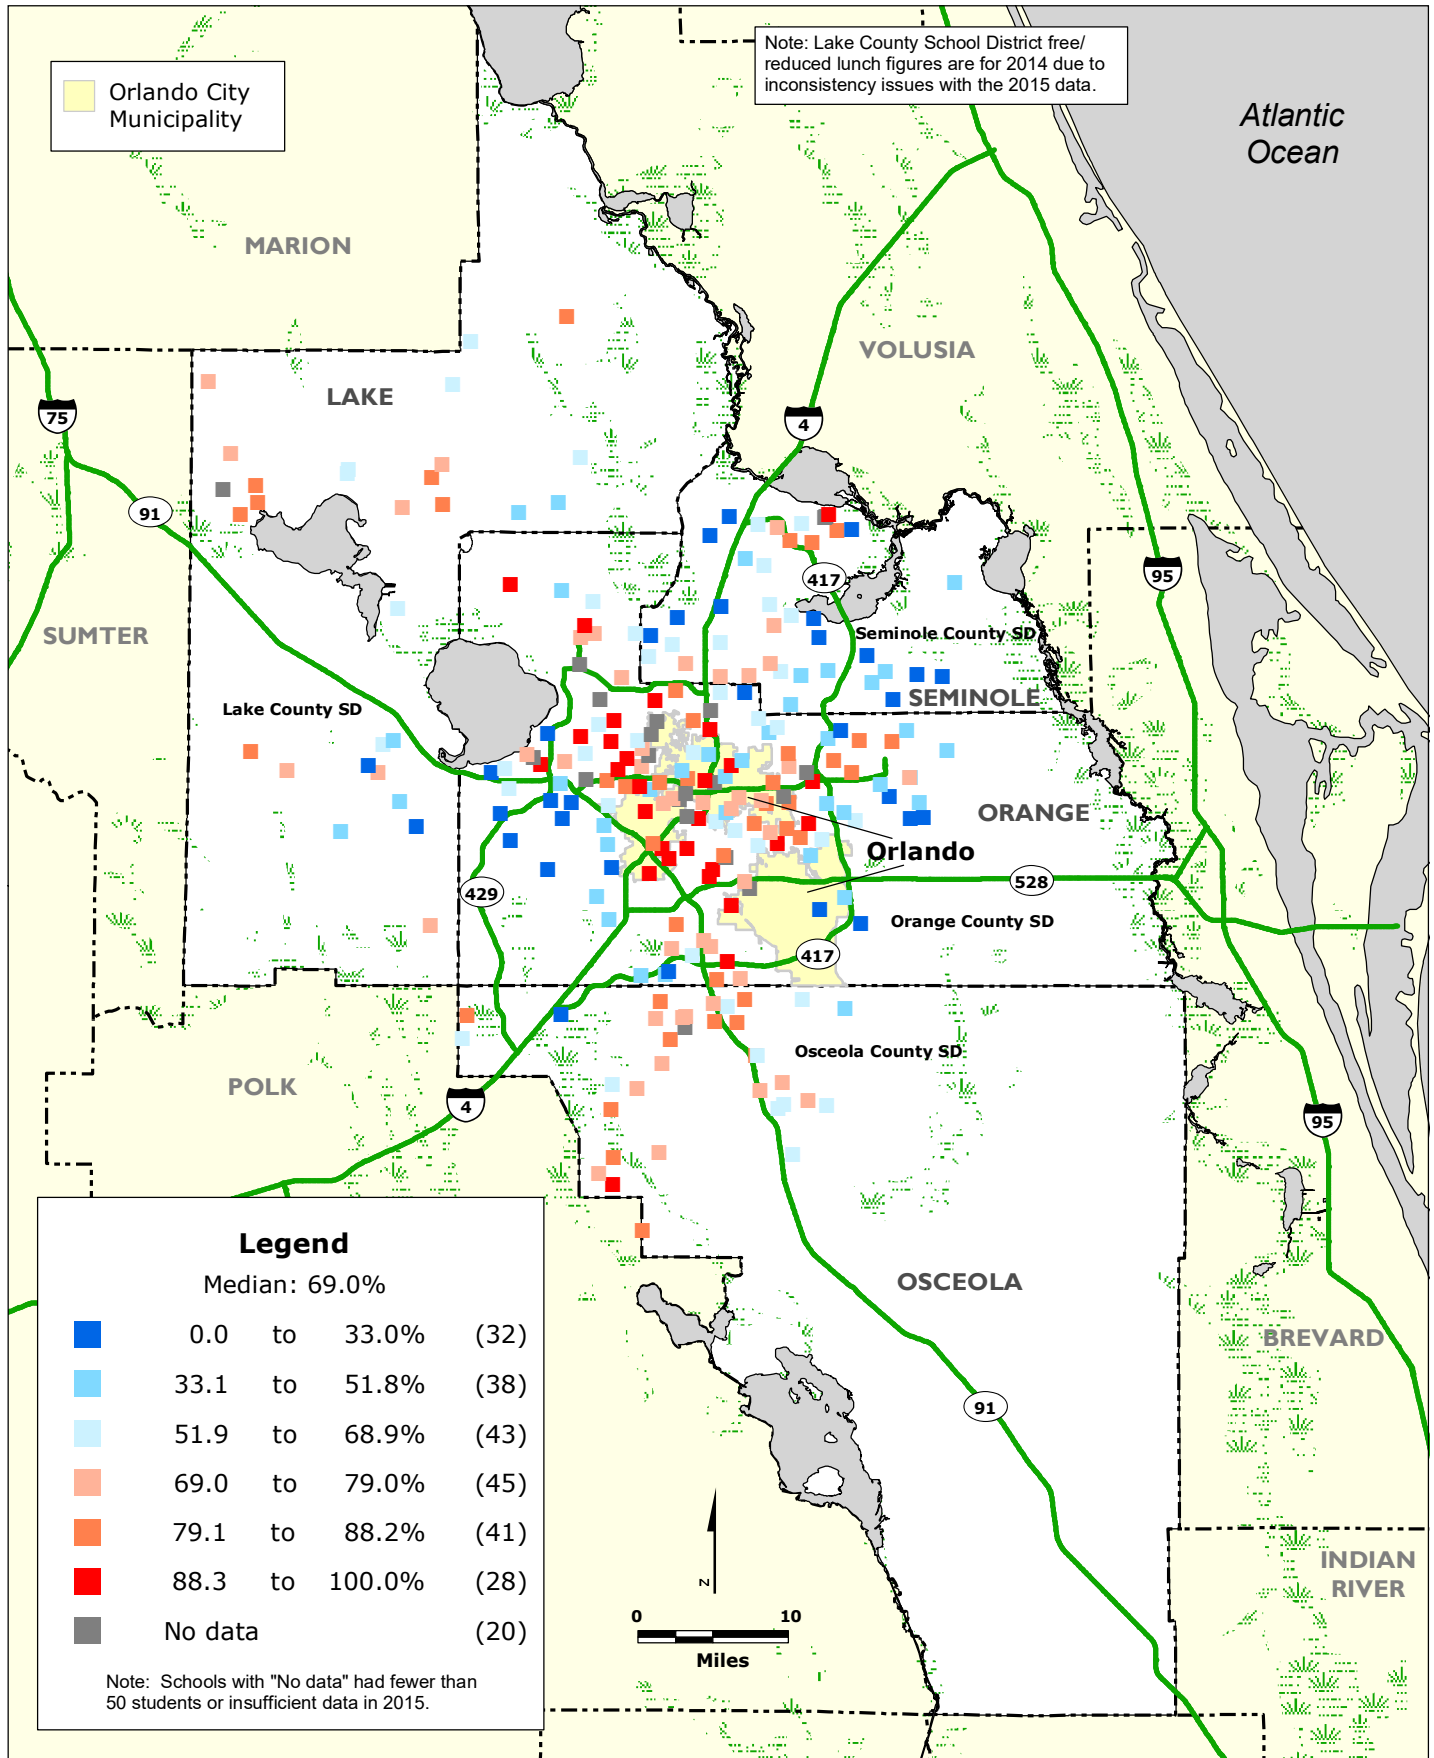 Orlando City
Municipality
Note: Lake County School District free/
reduced lunch figures are for 2014 due to
inconsistency issues with the 2015 data.
Atlantic
Ocean
MARION
VOLUSIA
LAKE
75
4
91
95
417
SUMTER
Seminole County SD
SEMINOLE
Lake County SD
ORANGE
Orlando
429
528
Orange County SD
417
Osceola County SD
POLK
4
95
OSCEOLA
BREVARD
91
INDIAN
RIVER
Legend
Median: 69.0%
0.0 to 33.0% (32)
33.1 to 51.8% (38)
51.9 to 68.9% (43)
69.0 to 79.0% (45)
79.1 to 88.2% (41)
88.3 to 100.0% (28)
No data (20)
Note: Schools with "No data" had fewer than
50 students or insufficient data in 2015.
N
0 10
Miles